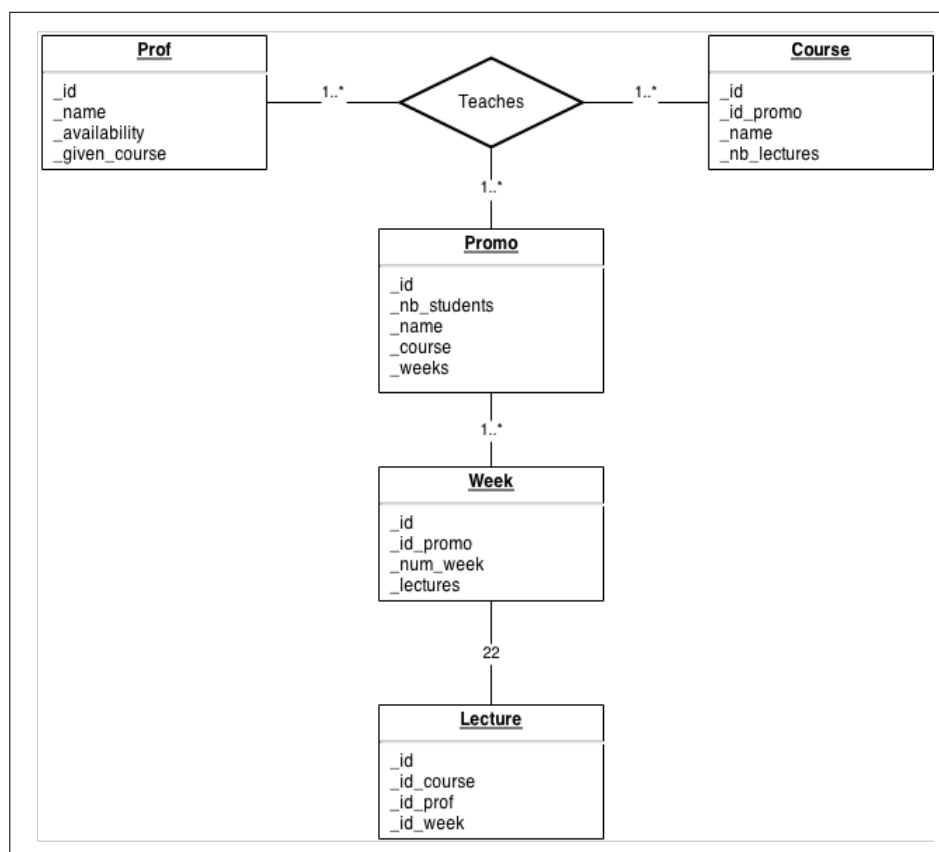 Prof
_id
_name
_availability
_given_course
1..*
Teaches
1..*
Course
_id
_id_promo
_name
_nb_lectures
1..*
Promo
_id
_nb_students
_name
_course
_weeks
1..*
Week
_id
_id_promo
_num_week
_lectures
22
Lecture
_id
_id_course
_id_prof
_id_week